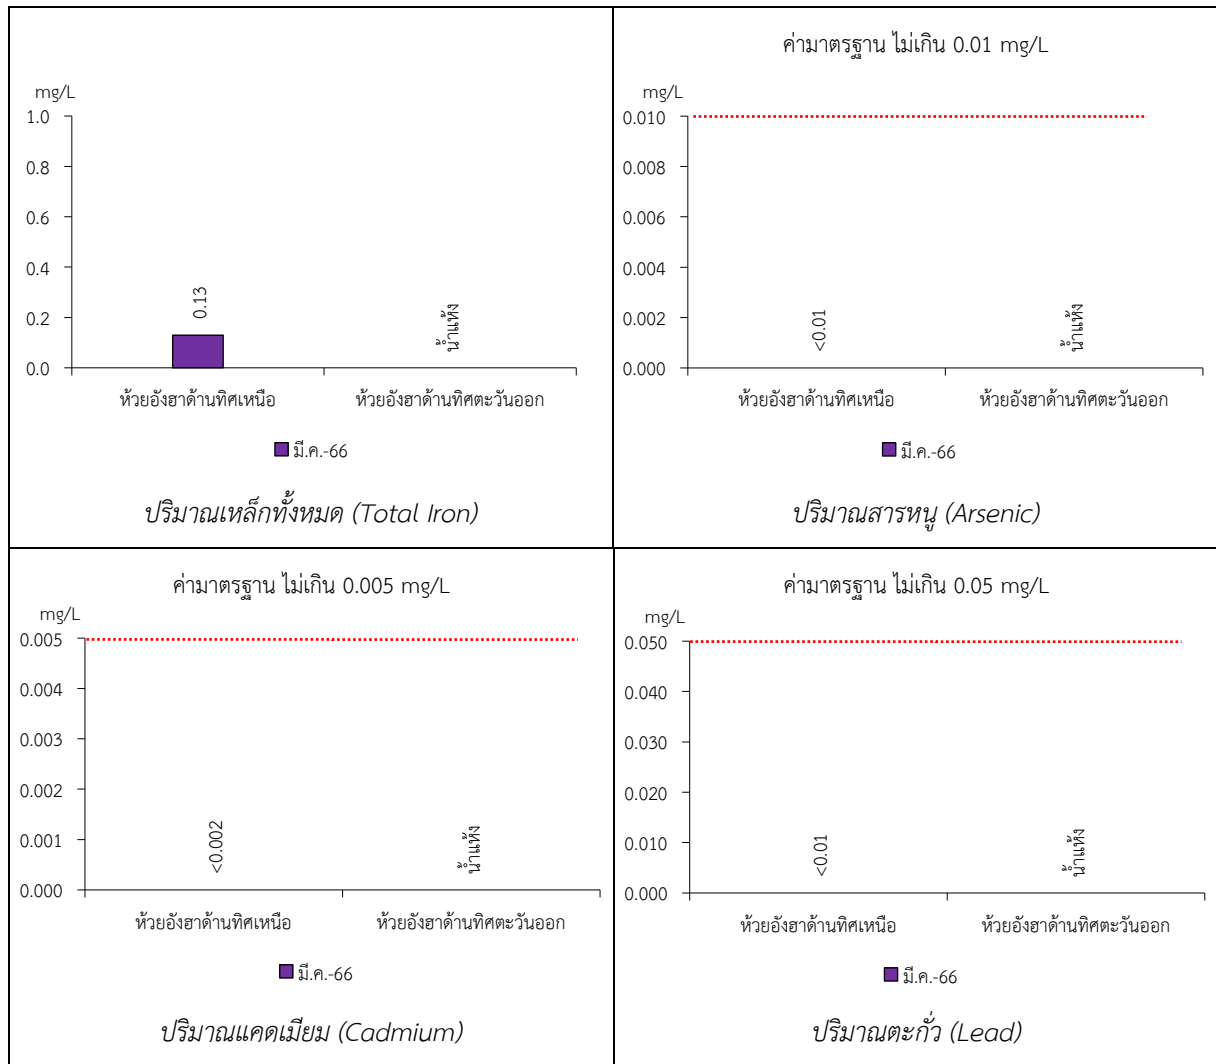 mg/L
1.0
0.8
0.6
0.4
0.2
0.0
0.13
น้ำแห้ง
ห้วยอังฮาด้านทิศเหนือ ห้วยอังฮาด้านทิศตะวันออก
มี.ค.-66
ปริมาณเหล็กทั้งหมด (Total Iron)
ค่ามาตรฐาน ไม่เกิน 0.01 mg/L
mg/L
0.010
0.008
0.006
0.004
0.002
0.000
<0.01
น้ำแห้ง
ห้วยอังฮาด้านทิศเหนือ ห้วยอังฮาด้านทิศตะวันออก
มี.ค.-66
ปริมาณสารหนู (Arsenic)
ค่ามาตรฐาน ไม่เกิน 0.005 mg/L
mg/L
0.005
0.004
0.003
0.002
0.001
0.000
<0.002
น้ำแห้ง
ห้วยอังฮาด้านทิศเหนือ ห้วยอังฮาด้านทิศตะวันออก
มี.ค.-66
ปริมาณแคดเมียม (Cadmium)
ค่ามาตรฐาน ไม่เกิน 0.05 mg/L
mg/L
0.050
0.040
0.030
0.020
0.010
0.000
<0.01
น้ำแห้ง
ห้วยอังฮาด้านทิศเหนือ ห้วยอังฮาด้านทิศตะวันออก
มี.ค.-66
ปริมาณตะกั่ว (Lead)